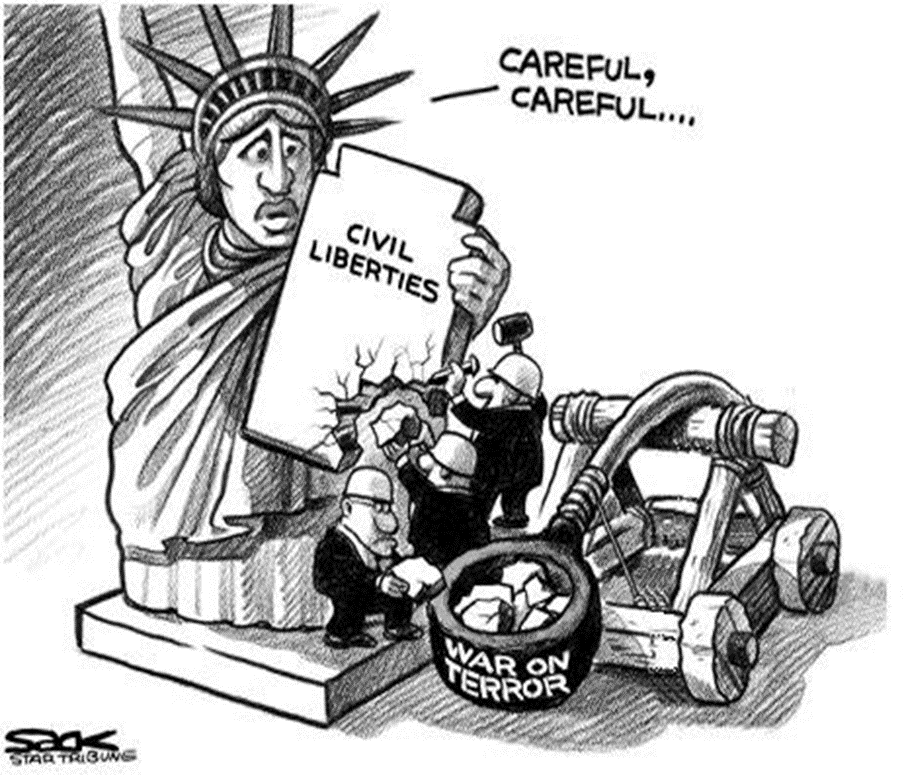 CAREFUL,
CAREFUL....
CIVIL
LIBERTIES
WAR ON
TERROR
SACK
STAR TRIBUNE